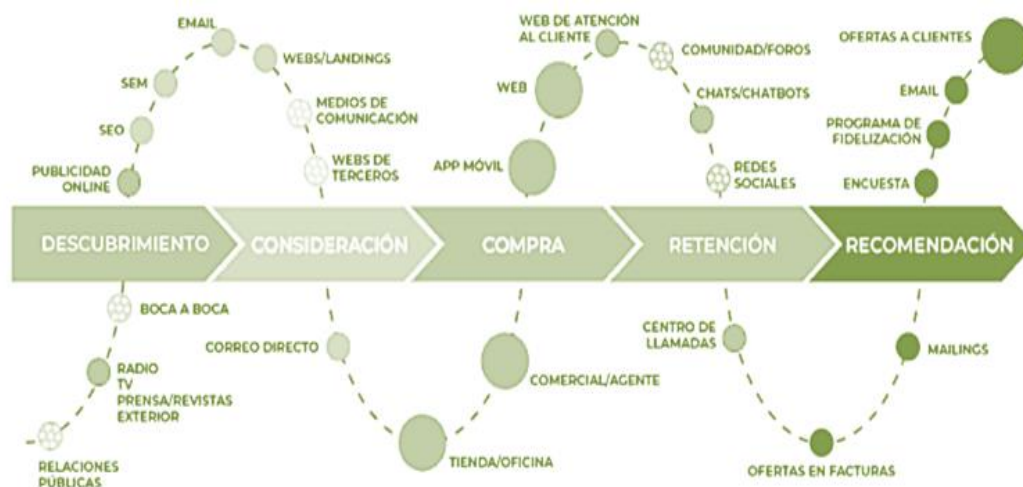 EMAIL
WEBS/LANDINGS
SEM
MEDIOS DE
COMUNICACIÓN
SEO
WEBS DE
TERCEROS
PUBLICIDAD
ONLINE
WEB DE ATENCIÓN
AL CLIENTE
COMUNIDAD/FOROS
WEB
CHATS/CHATBOTS
APP MÓVIL
REDES
SOCIALES
OFERTAS A CLIENTES
EMAIL
PROGRAMA DE
FIDELIZACIÓN
ENCUESTA
DESCUBRIMIENTO
CONSIDERACIÓN
COMPRA
RETENCIÓN
RECOMENDACIÓN
BOCA A BOCA
RADIO
TV
PRENSA/REVISTAS
EXTERIOR
RELACIONES
PÚBLICAS
CORREO DIRECTO
TIENDA/OFICINA
COMERCIAL/AGENTE
CENTRO DE
LLAMADAS
OFERTAS EN FACTURAS
MAILINGS